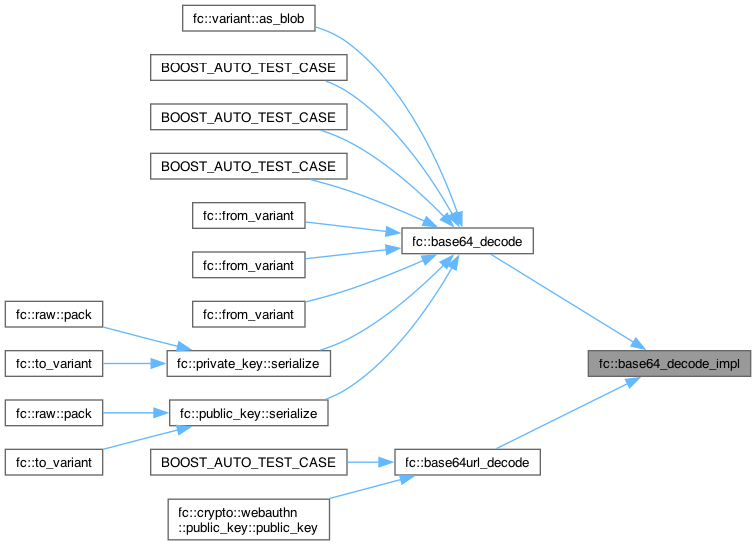 fc::variant::as_blob
BOOST_AUTO_TEST_CASE
BOOST_AUTO_TEST_CASE
BOOST_AUTO_TEST_CASE
fc::from_variant
fc::base64_decode
fc::from_variant
fc::from_variant
fc::raw::pack
fc::to_variant
fc::private_key::serialize
fc::base64_decode_impl
fc::raw::pack
fc::public_key::serialize
fc::to_variant
BOOST_AUTO_TEST_CASE
fc::base64url_decode
fc::crypto::webauthn
::public_key::public_key